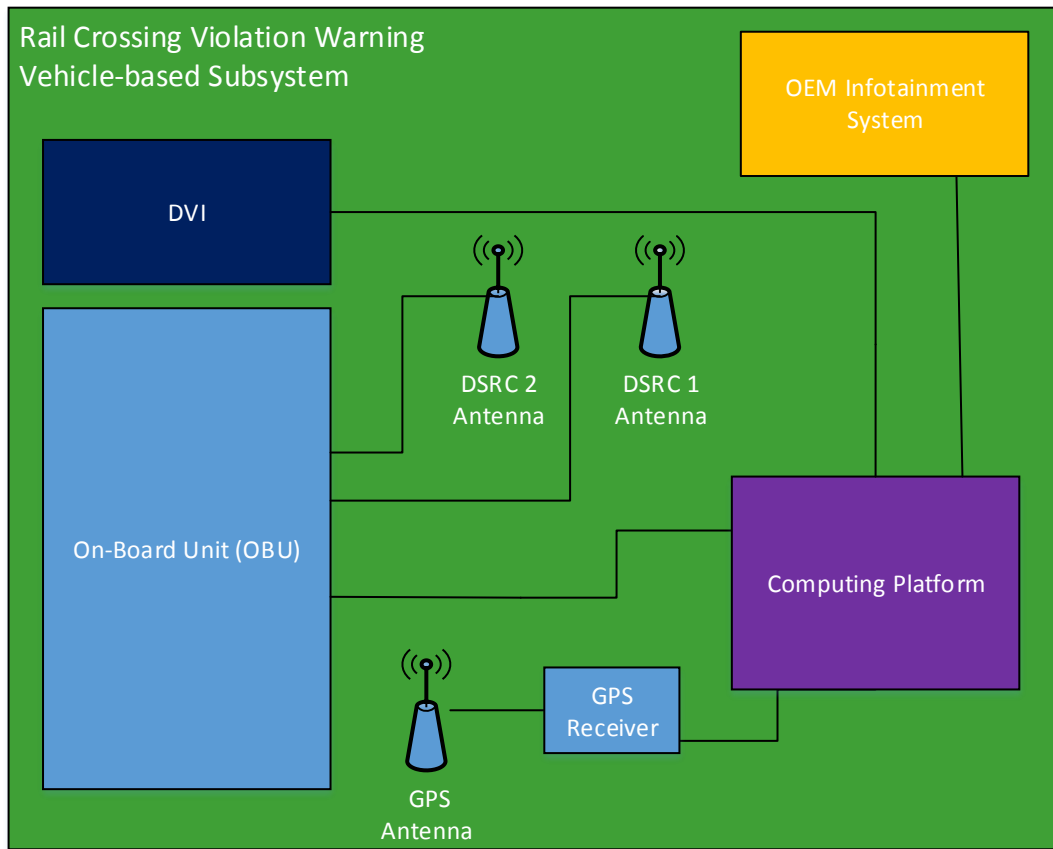 Rail Crossing Violation Warning
Vehicle-based Subsystem
OEM Infotainment
System
DVI
DSRC 2
Antenna
DSRC 1
Antenna
On-Board Unit (OBU)
Computing Platform
GPS
Receiver
GPS
Antenna